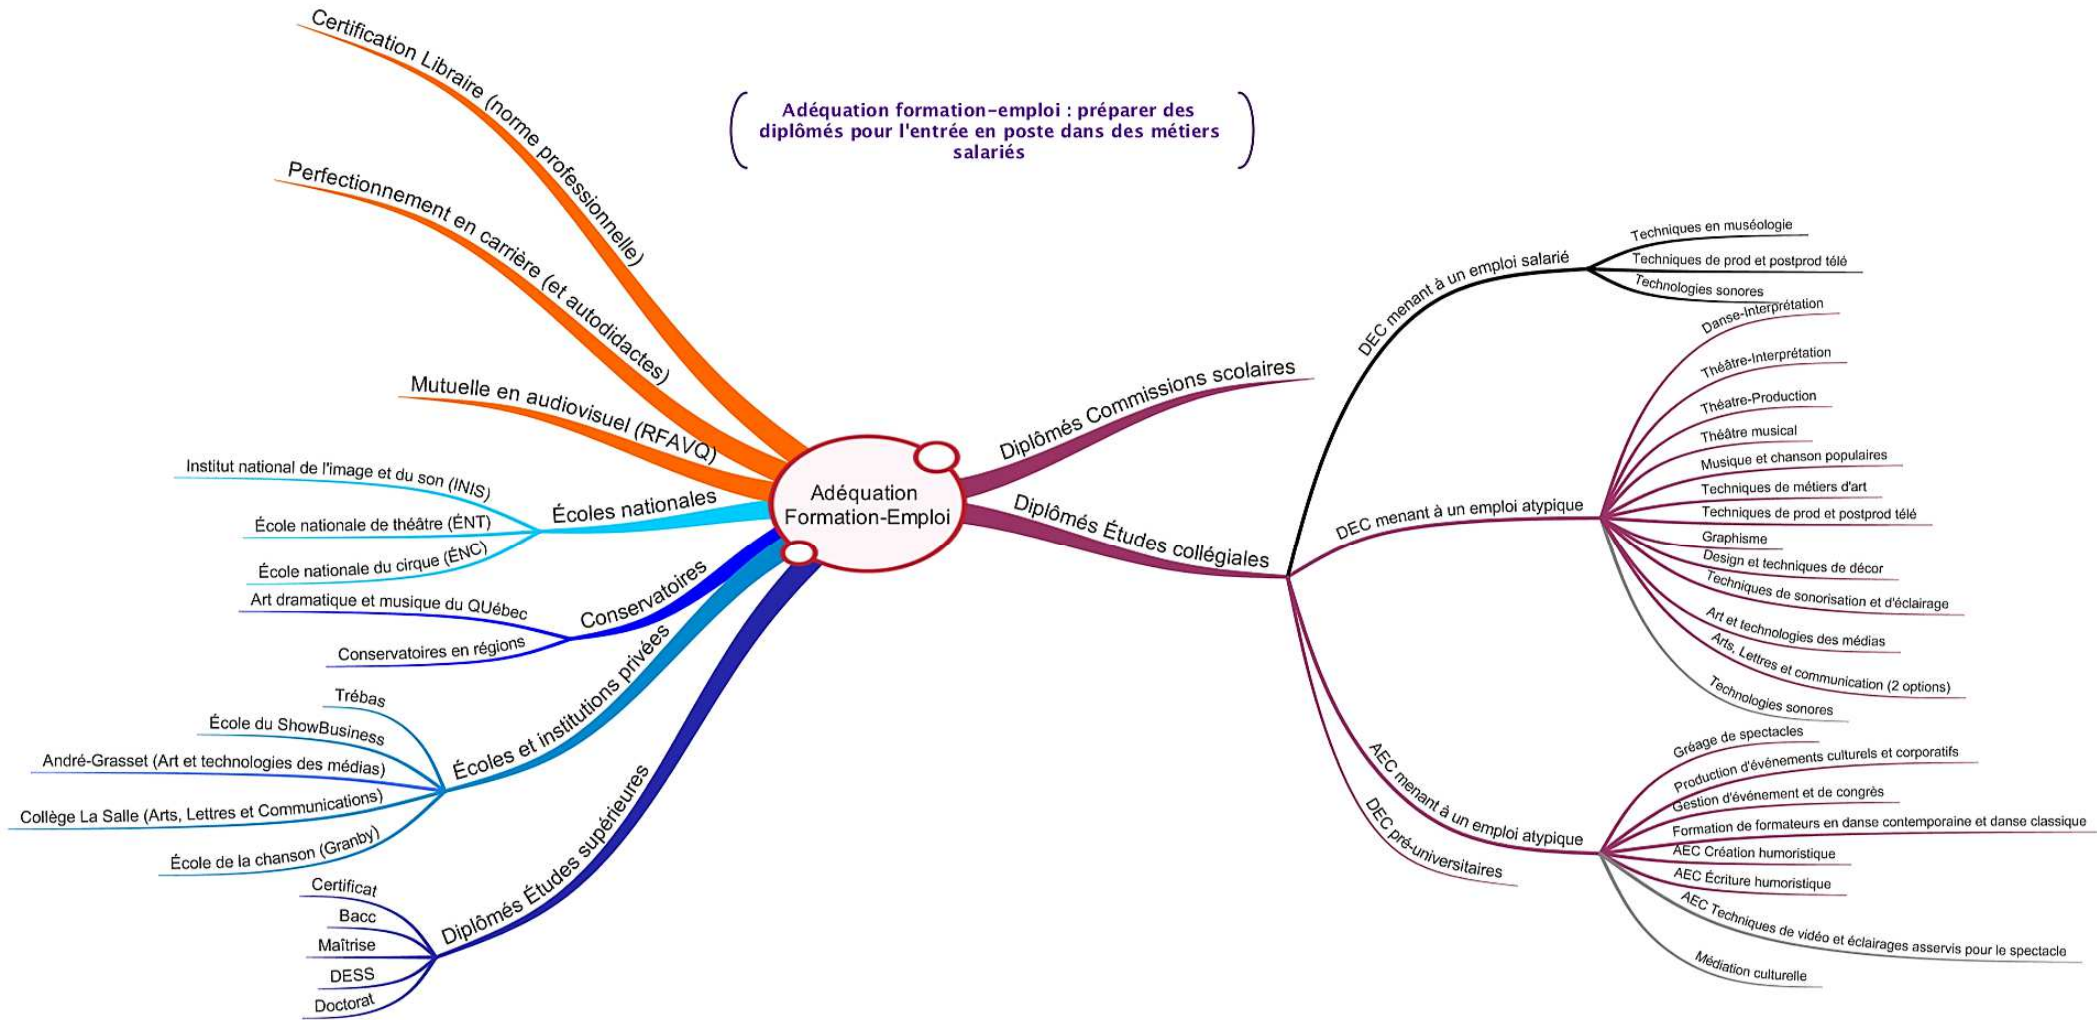 Adéquation formation-emploi : préparer des
diplômés pour l'entrée en poste dans des métiers
salariés
Certification Libraire (norme professionnelle)
Perfectionnement en carrière (et autodidactes)
Mutuelle en audiovisuel (RFAVQ)
Écoles nationales
Institut national de l'image et du son (INIS)
École nationale de théâtre (ÉNT)
École nationale du cirque (ÉNC)
Conservatoires
Art dramatique et musique du QUébec
Conservatoires en régions
Écoles et institutions privées
Trébas
École du ShowBusiness
André-Grasset (Art et technologies des médias)
Collège La Salle (Arts, Lettres et Communications)
École de la chanson (Granby)
Diplômés Études supérieures
Certificat
Bacc
Maîtrise
DESS
Doctorat
Adéquation
Formation-Emploi
Diplômés Commissions scolaires
Diplômés Études collégiales
DEC menant à un emploi salarié
Techniques en muséologie
Techniques de prod et postprod télé
Technologies sonores
DEC menant à un emploi atypique
Danse-Interprétation
Théâtre-Interprétation
Théatre-Production
Théâtre musical
Musique et chanson populaires
Techniques de métiers d'art
Techniques de prod et postprod télé
Graphisme
Design et techniques de décor
Techniques de sonorisation et d'éclairage
Art et technologies des médias
Arts, Lettres et communication (2 options)
Technologies sonores
AEC menant à un emploi atypique
Gréage de spectacles
Production d'événements culturels et corporatifs
Gestion d'événement et de congrès
Formation de formateurs en danse contemporaine et danse classique
AEC Création humoristique
AEC Écriture humoristique
AEC Techniques de vidéo et éclairages asservis pour le spectacle
Médiation culturelle
DEC pré-universitaires